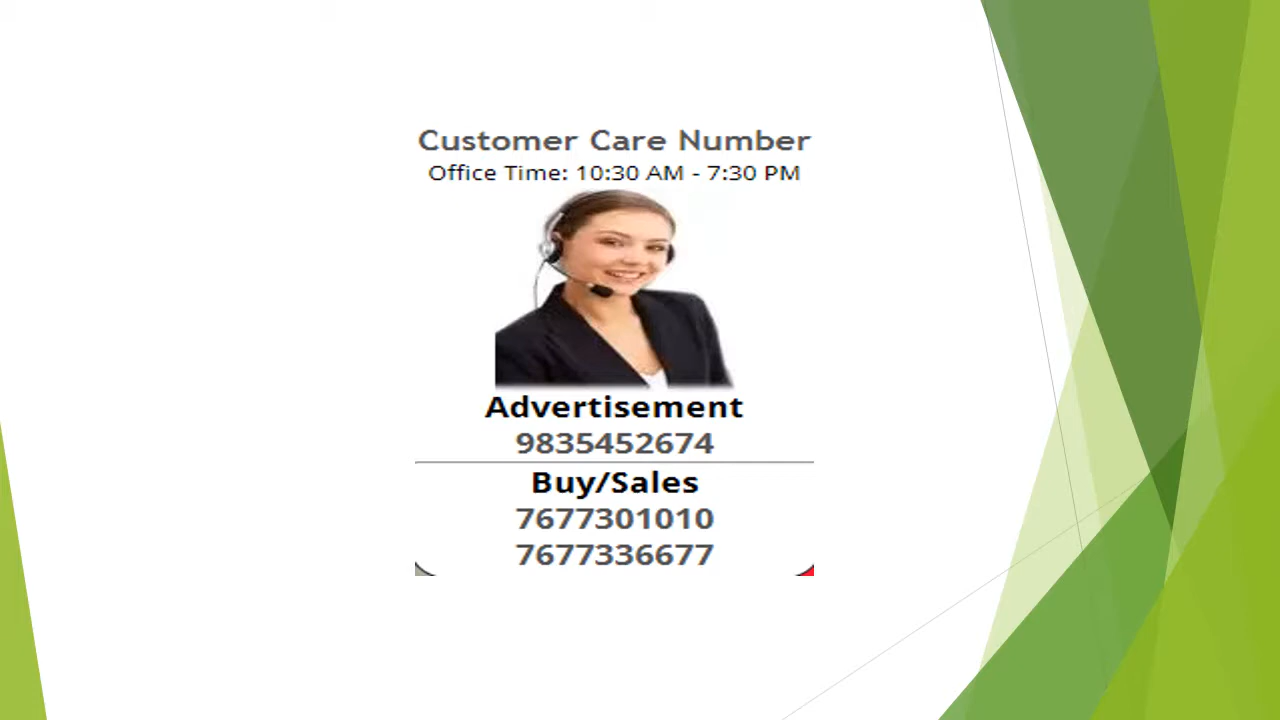 Customer Care Number
Office Time: 10:30 AM - 7:30 PM
Advertisement
9835452674
Buy/Sales
7677301010
7677336677